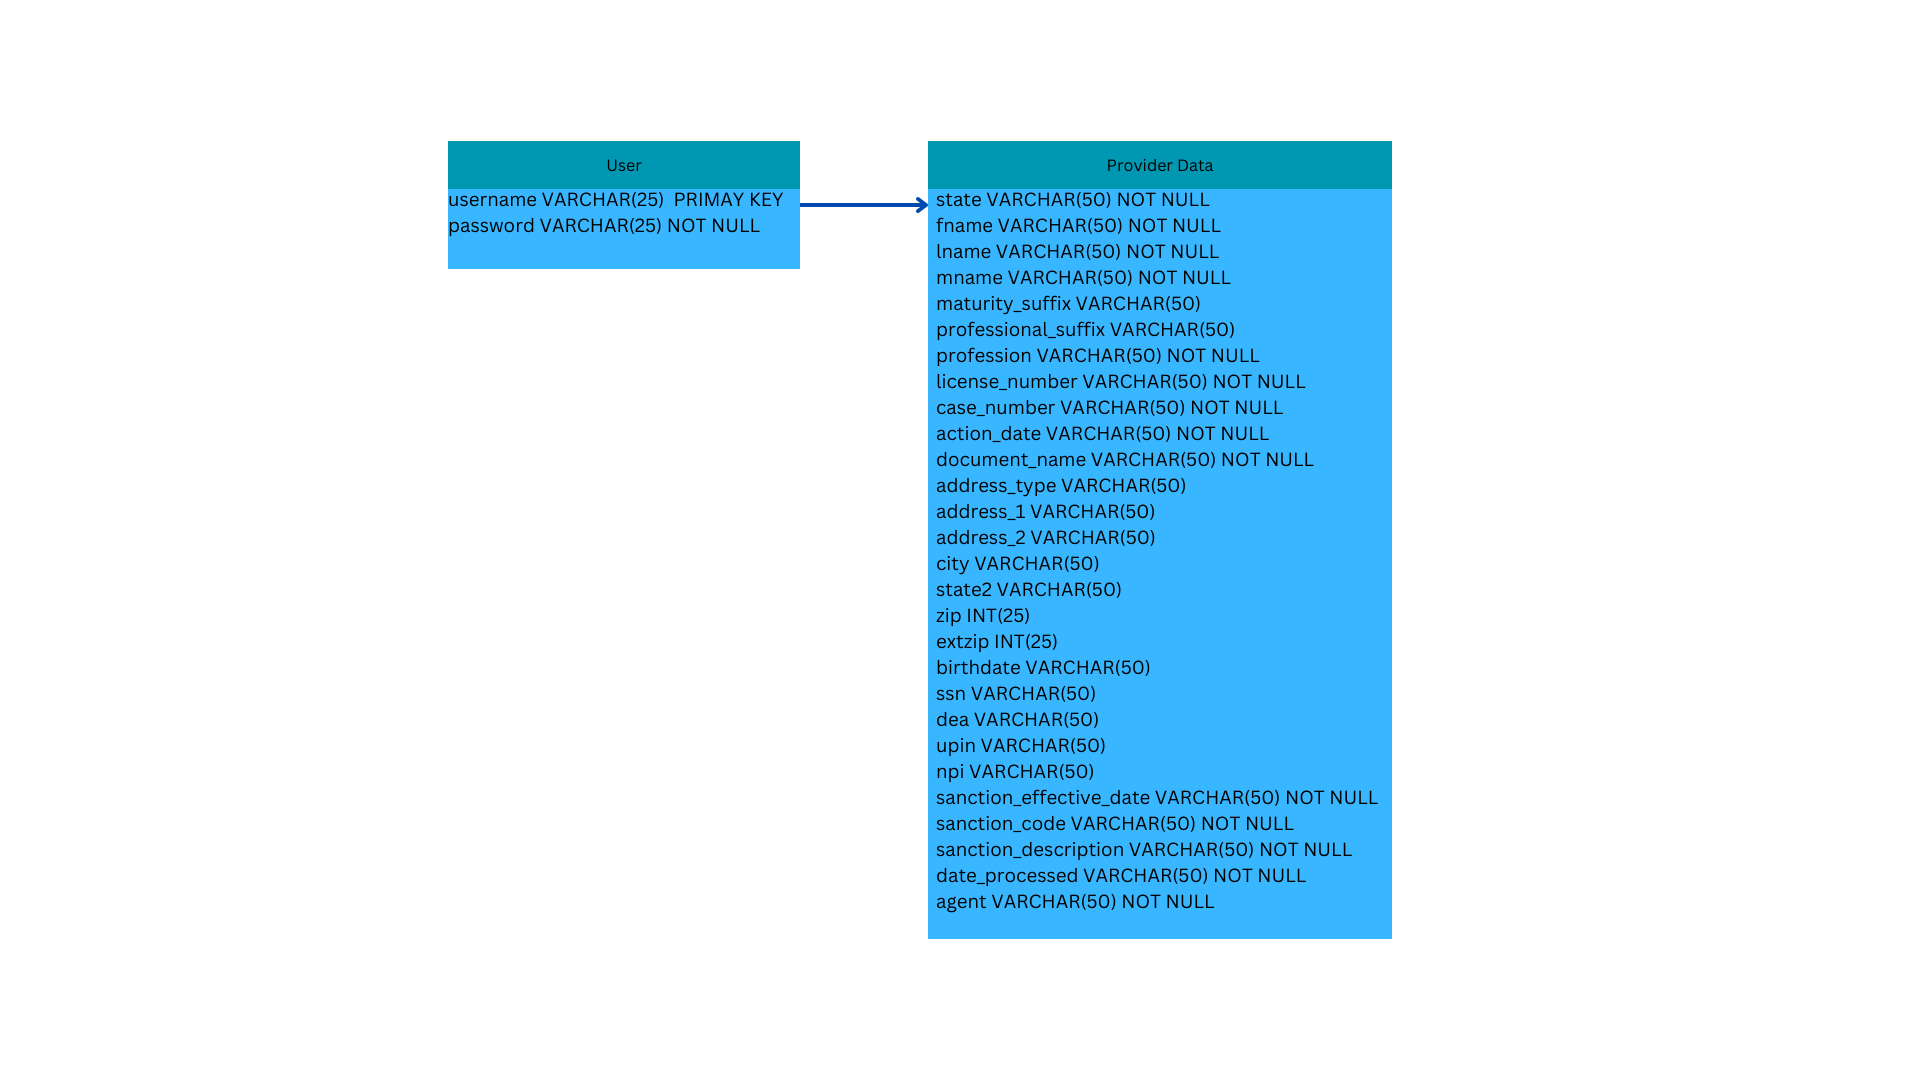 User
username VARCHAR(25)  PRIMAY KEY
password VARCHAR(25) NOT NULL
Provider Data
state VARCHAR(50) NOT NULL
fname VARCHAR(50) NOT NULL
lname VARCHAR(50) NOT NULL
mname VARCHAR(50) NOT NULL
maturity_suffix VARCHAR(50)
professional_suffix VARCHAR(50)
profession VARCHAR(50) NOT NULL
license_number VARCHAR(50) NOT NULL
case_number VARCHAR(50) NOT NULL
action_date VARCHAR(50) NOT NULL
document_name VARCHAR(50) NOT NULL
address_type VARCHAR(50)
address_1 VARCHAR(50)
address_2 VARCHAR(50)
city VARCHAR(50)
state2 VARCHAR(50)
zip INT(25)
extzip INT(25)
birthdate VARCHAR(50)
ssn VARCHAR(50)
dea VARCHAR(50)
upin VARCHAR(50)
npi VARCHAR(50)
sanction_effective_date VARCHAR(50) NOT NULL
sanction_code VARCHAR(50) NOT NULL
sanction_description VARCHAR(50) NOT NULL
date_processed VARCHAR(50) NOT NULL
agent VARCHAR(50) NOT NULL